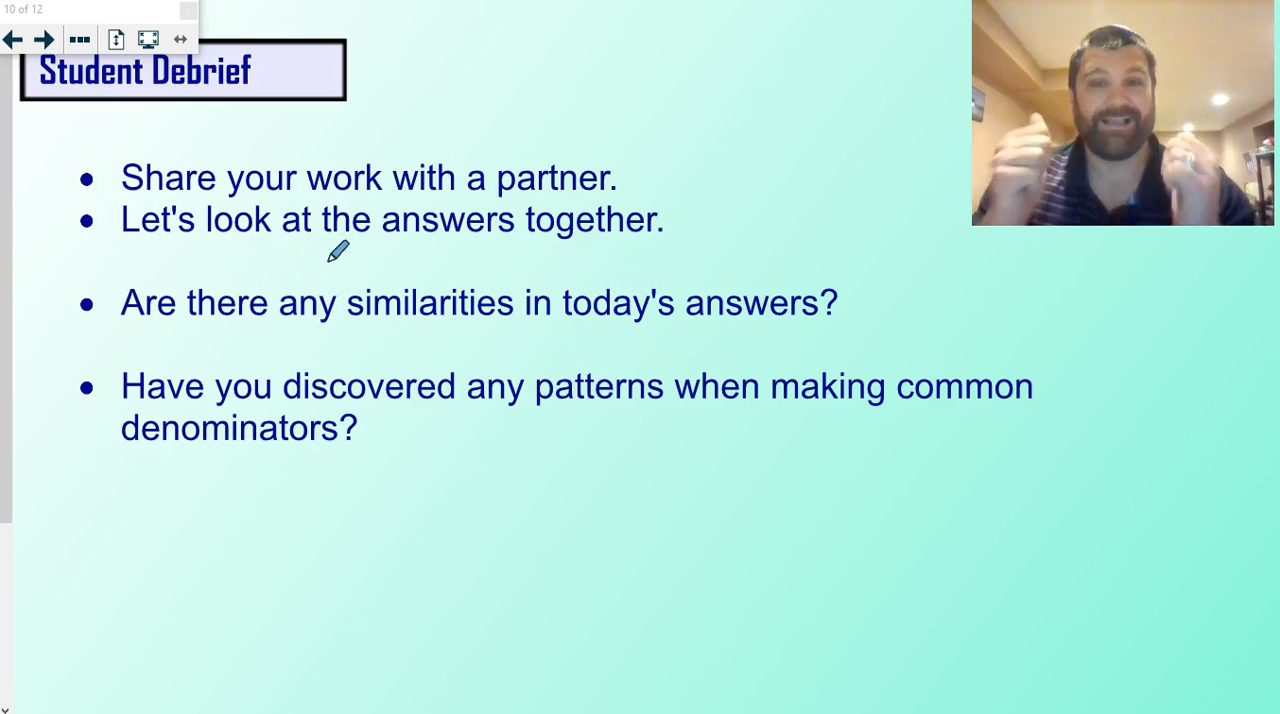 10 of 12
Student Debrief
• Share your work with a partner.
• Let's look at the answers together.
• Are there any similarities in today's answers?
• Have you discovered any patterns when making common
denominators?